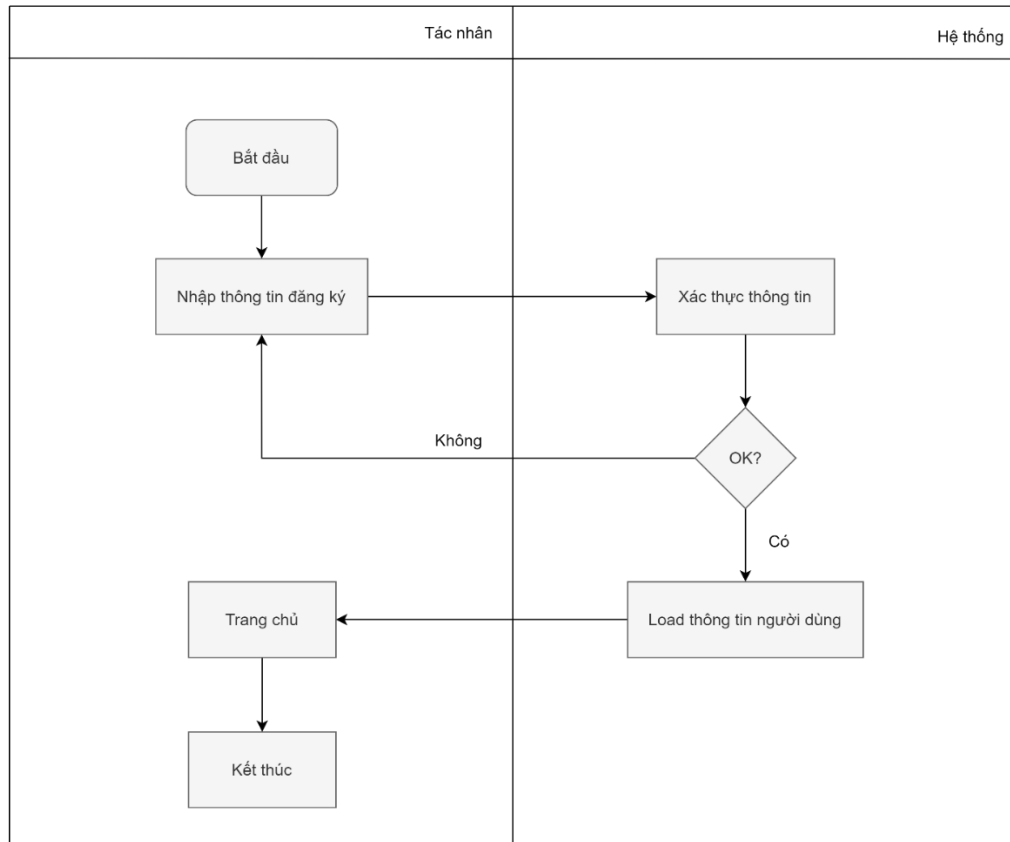 Tác nhân
Hệ thống
Bắt đầu
Nhập thông tin đăng ký
Xác thực thông tin
Không
OK?
Có
Trang chủ
Load thông tin người dùng
Kết thúc